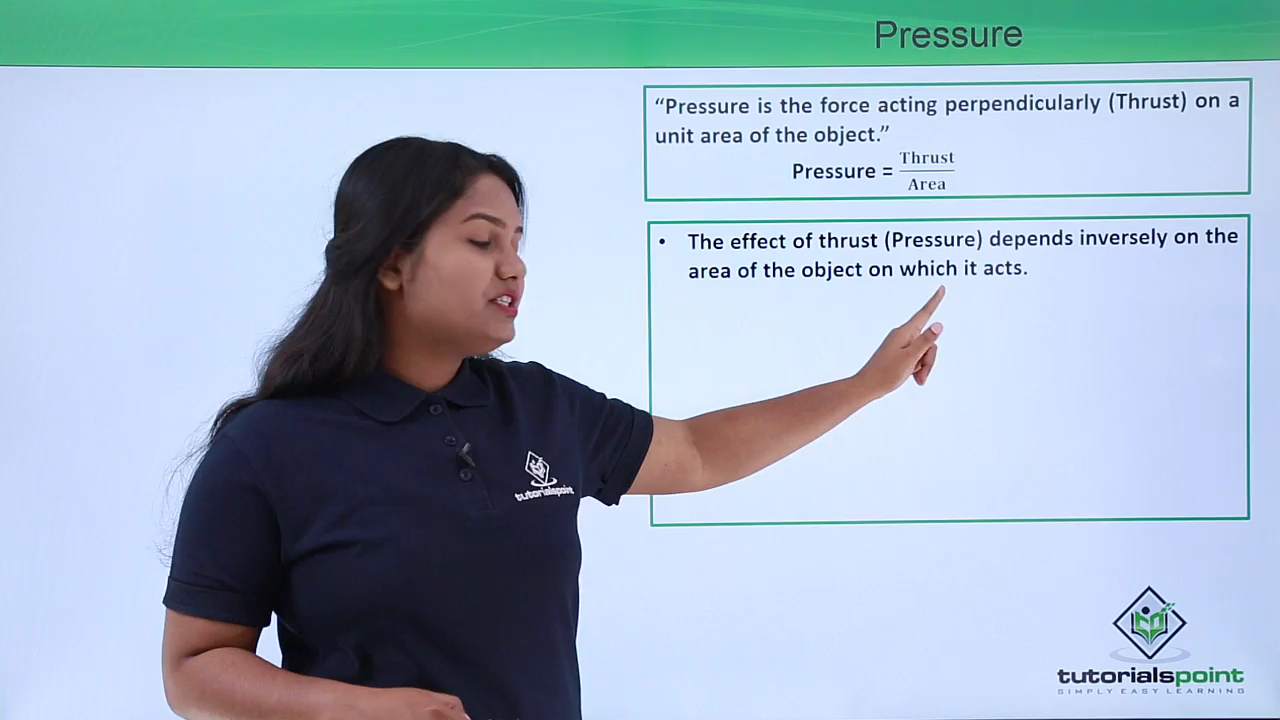 Pressure
“Pressure is the force acting perpendicularly (Thrust) on a
unit area of the object.”
Pressure = Thrust
Area
• The effect of thrust (Pressure) depends inversely on the
area of the object on which it acts.
tutorialspoint
tutorialspoint
SIMPLY EASY LEARNING